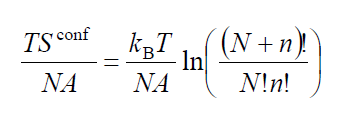 TS^conf / NA = k_B T / NA ln( (N + n)! / N!n! )